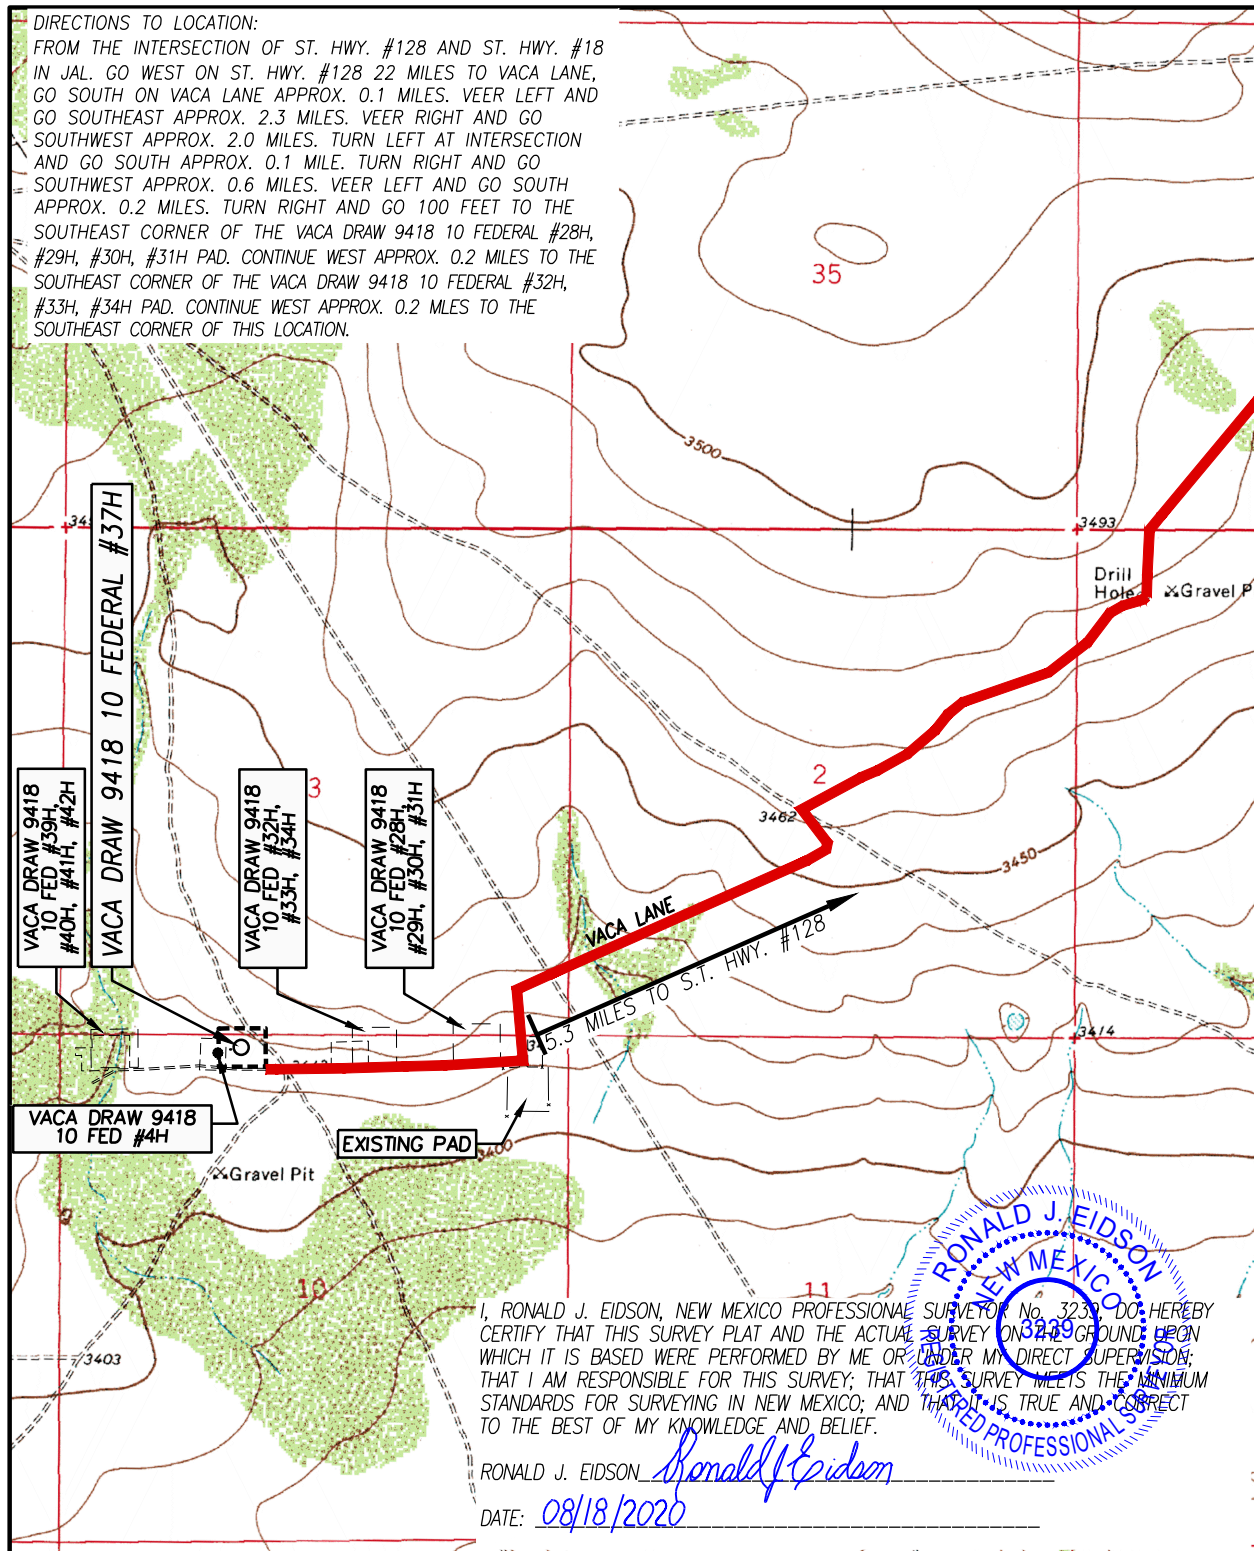 DIRECTIONS TO LOCATION:
FROM THE INTERSECTION OF ST. HWY. #128 AND ST. HWY. #18
IN JAL. GO WEST ON ST. HWY. #128 22 MILES TO VACA LANE,
GO SOUTH ON VACA LANE APPROX. 0.1 MILES. VEER LEFT AND
GO SOUTHEAST APPROX. 2.3 MILES. VEER RIGHT AND GO
SOUTHWEST APPROX. 2.0 MILES. TURN LEFT AT INTERSECTION
AND GO SOUTH APPROX. 0.1 MILE. TURN RIGHT AND GO
SOUTHWEST APPROX. 0.6 MILES. VEER LEFT AND GO SOUTH
APPROX. 0.2 MILES. TURN RIGHT AND GO 100 FEET TO THE
SOUTHEAST CORNER OF THE VACA DRAW 9418 10 FEDERAL #28H,
#29H, #30H, #31H PAD. CONTINUE WEST APPROX. 0.2 MILES TO THE
SOUTHEAST CORNER OF THE VACA DRAW 9418 10 FEDERAL #32H,
#33H, #34H PAD. CONTINUE WEST APPROX. 0.2 MLES TO THE
SOUTHEAST CORNER OF THIS LOCATION.
35
3500
3493
Drill
Hole
Gravel P
VACA DRAW 9418 10 FEDERAL #37H
3
2
3462
3450
VACA DRAW 9418
10 FED #39H,
#40H, #41H, #42H
VACA DRAW 9418
10 FED #32H,
#33H, #34H
VACA DRAW 9418
10 FED #28H,
#29H, #30H, #31H
VACA LANE
5.3 MILES TO S.T. HWY. #128
3414
VACA DRAW 9418
10 FED #4H
EXISTING PAD
3400
Gravel Pit
10
11
3403
I, RONALD J. EIDSON, NEW MEXICO PROFESSIONAL SURVEYOR No. 3239 DO HEREBY
CERTIFY THAT THIS SURVEY PLAT AND THE ACTUAL SURVEY ON THE GROUND UPON
WHICH IT IS BASED WERE PERFORMED BY ME OR UNDER MY DIRECT SUPERVISION;
THAT I AM RESPONSIBLE FOR THIS SURVEY; THAT THIS SURVEY MEETS THE MINIMUM
STANDARDS FOR SURVEYING IN NEW MEXICO; AND THAT IT IS TRUE AND CORRECT
TO THE BEST OF MY KNOWLEDGE AND BELIEF.
RONALD J. EIDSON Ronald J Eidson
DATE: 08/18/2020
RONALD J. EIDSON
NEW MEXICO
3239
REGISTERED PROFESSIONAL SURVEYOR